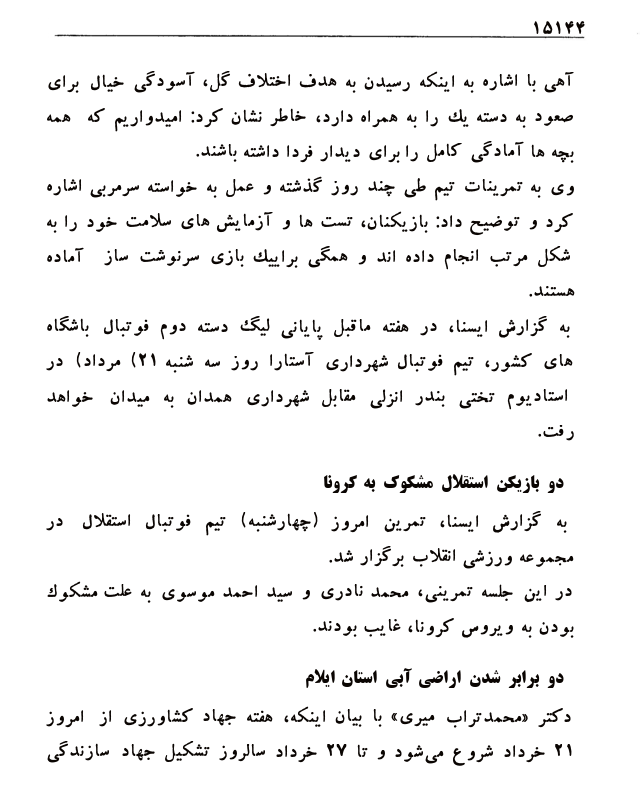 ۱۵۱۴۴
آهی با اشاره به اینکه رسیدن به هدف اختلاف گل، آسودگی خیال برای
صعود به دسته یك را به همراه دارد، خاطر نشان کرد: امیدواریم که همه
بچه ها آمادگی کامل را برای دیدار فردا داشته باشند.
وی به تمرینات تیم طی چند روز گذشته و عمل به خواسته سرمربی اشاره
کرد و توضیح داد: بازیکنان، تست ها و آزمایش های سلامت خود را به
شکل مرتب انجام داده اند و همگی براییك بازی سرنوشت ساز آماده
هستند.
به گزارش ایسنا، در هفته ماقبل پایانی لیگ دسته دوم فوتبال باشگاه
های کشور، تیم فوتبال شهرداری آستارا روز سه شنبه ۲۱) مرداد) در
استادیوم تختی بندر انزلی مقابل شهرداری همدان به میدان خواهد
رفت.
دو بازیکن استقلال مشکوک به کرونا
به گزارش ایسنا، تمرین امروز (چهارشنبه) تیم فوتبال استقلال در
مجموعه ورزشی انقلاب برگزار شد.
در این جلسه تمرینی، محمد نادری و سید احمد موسوی به علت مشکوك
بودن به ویروس کرونا، غایب بودند.
دو برابر شدن اراضی آبی استان ایلام
دکتر «محمدتراب میری» با بیان اینکه، هفته جهاد کشاورزی از امروز
۲۱ خرداد شروع می‌شود و تا ۲۷ خرداد سالروز تشکیل جهاد سازندگی